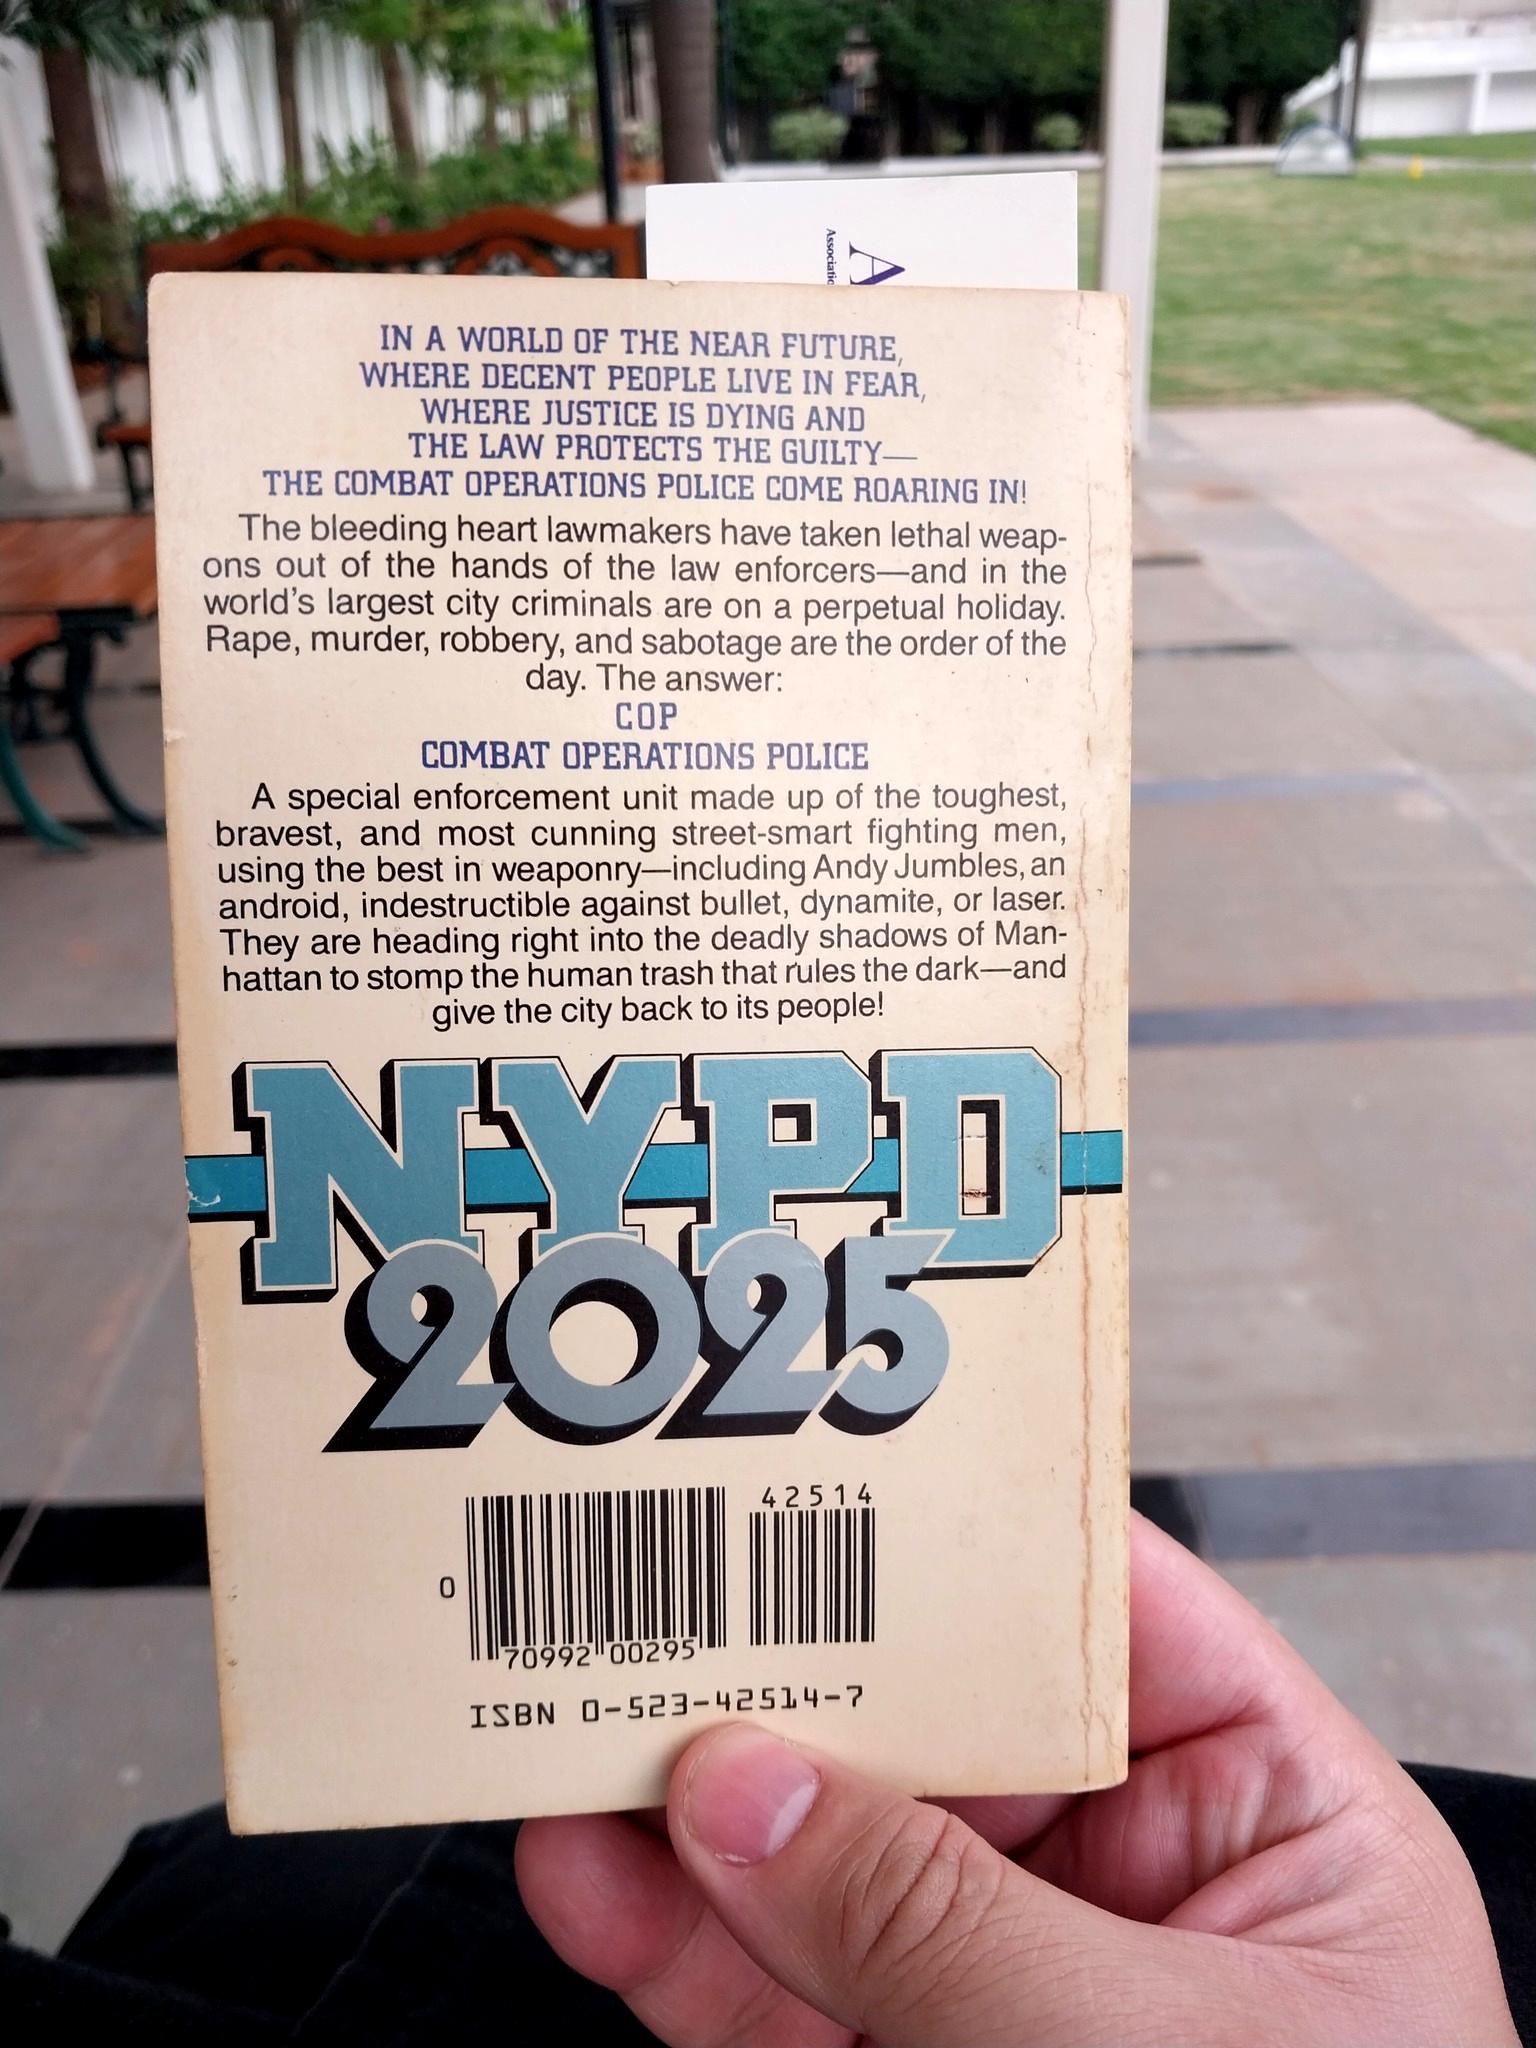 A
Associatio
IN A WORLD OF THE NEAR FUTURE,
WHERE DECENT PEOPLE LIVE IN FEAR,
WHERE JUSTICE IS DYING AND
THE LAW PROTECTS THE GUILTY—
THE COMBAT OPERATIONS POLICE COME ROARING IN!
The bleeding heart lawmakers have taken lethal weap-
ons out of the hands of the law enforcers—and in the
world's largest city criminals are on a perpetual holiday.
Rape, murder, robbery, and sabotage are the order of the
day. The answer:
COP
COMBAT OPERATIONS POLICE
A special enforcement unit made up of the toughest,
bravest, and most cunning street-smart fighting men,
using the best in weaponry—including Andy Jumbles, an
android, indestructible against bullet, dynamite, or laser.
They are heading right into the deadly shadows of Man-
hattan to stomp the human trash that rules the dark—and
give the city back to its people!
NYPD
2025
42514
0 70992 00295
ISBN 0-523-42514-7